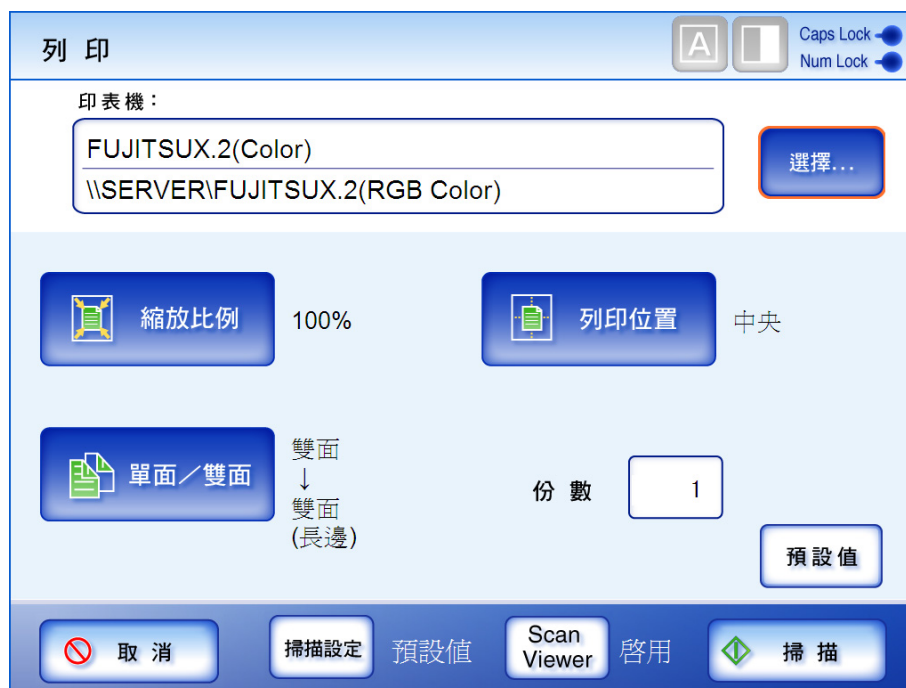 列 印
A
Caps Lock
Num Lock
印表機：
FUJITSUX.2(Color)
\\SERVER\FUJITSUX.2(RGB Color)
選擇...
縮放比例
100%
列印位置
中央
單面／雙面
雙面
↓
雙面
(長邊)
份 數
1
預設值
取 消
掃描設定
預設值
Scan
Viewer
啓用
掃 描